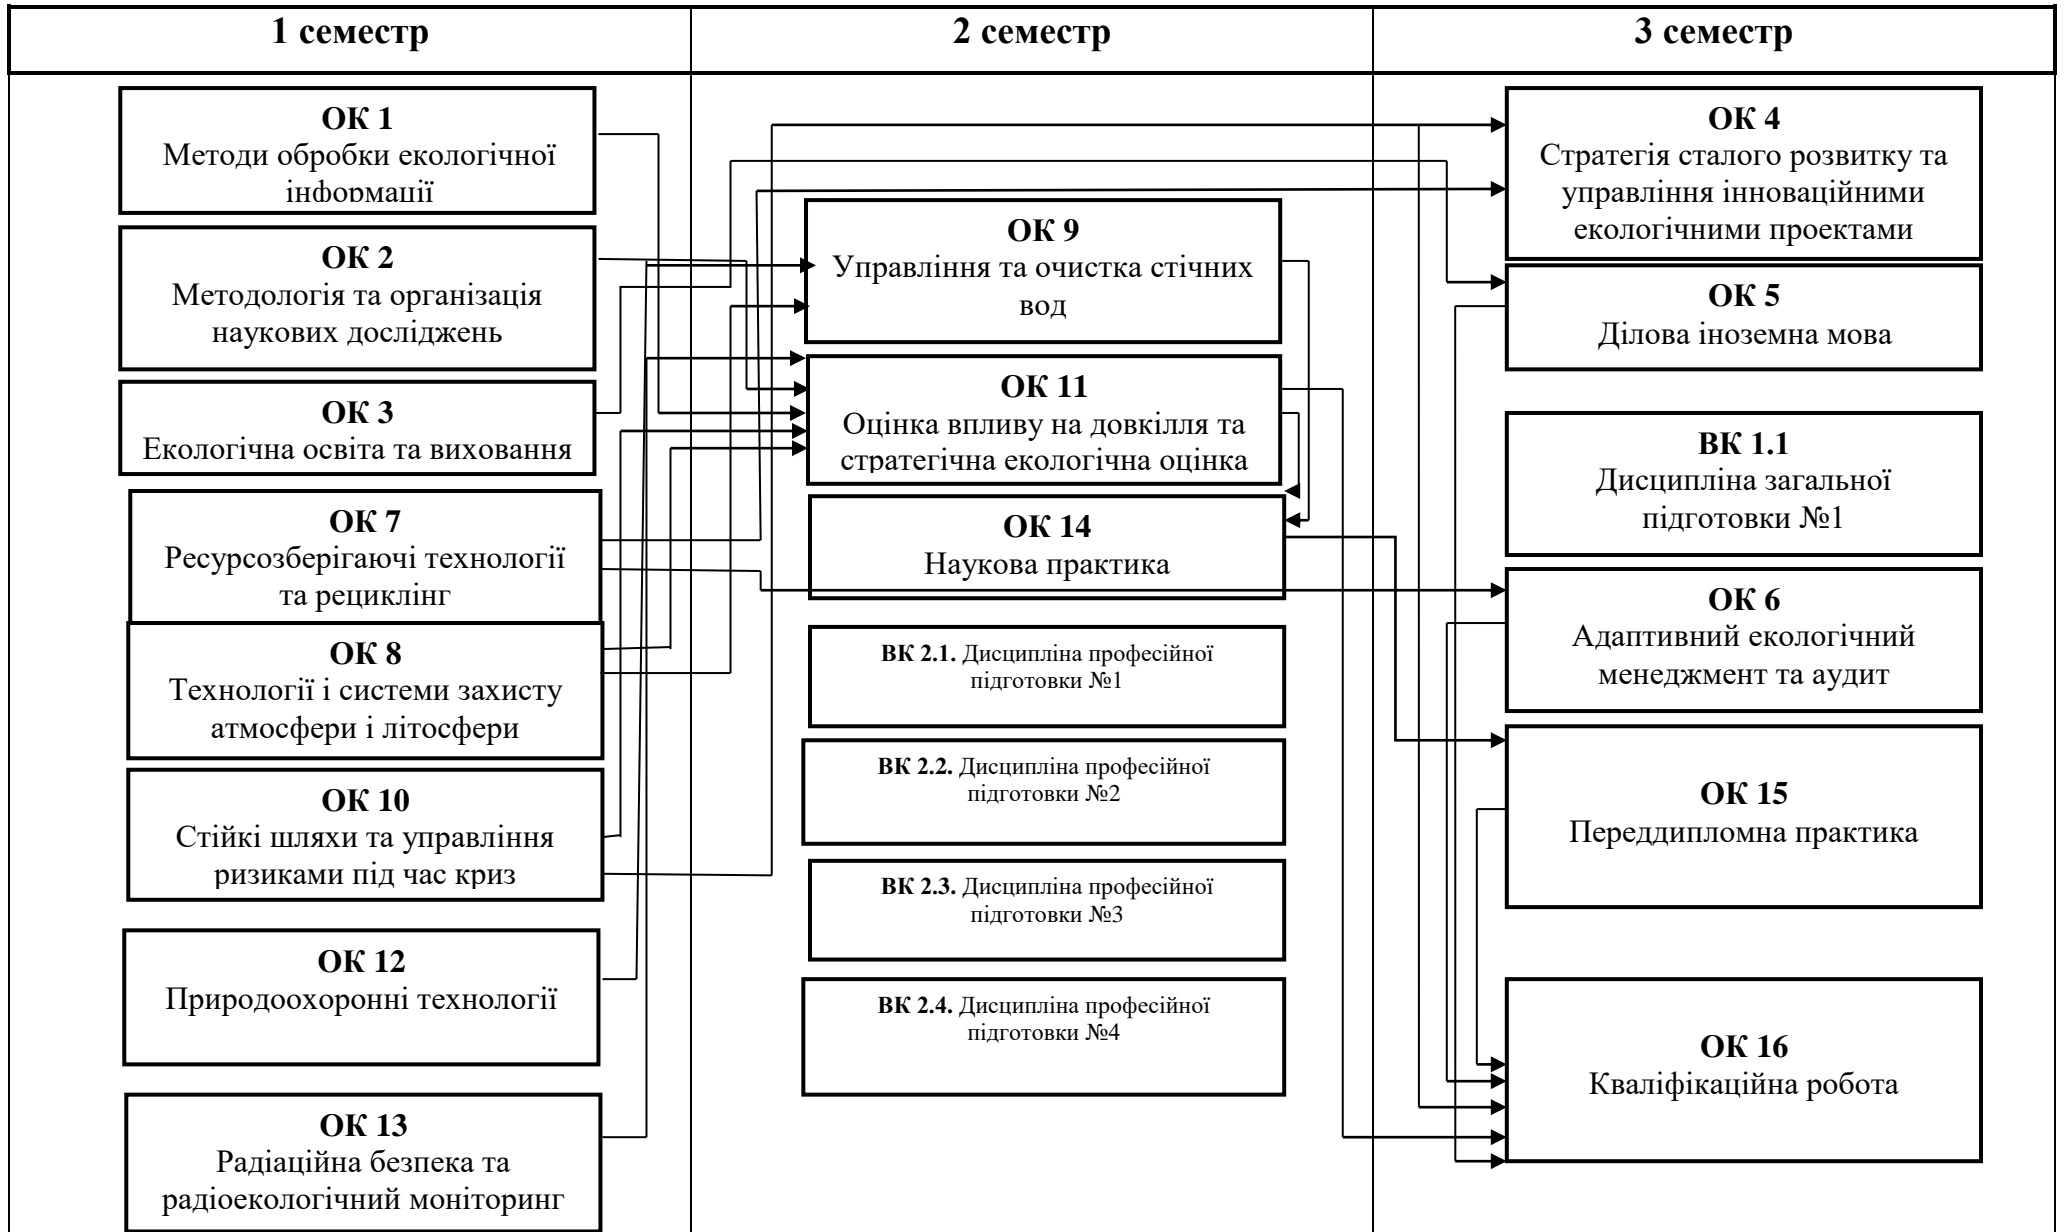 1 семестр
2 семестр
3 семестр
ОК 1
Методи обробки екологічної
інформації
ОК 2
Методологія та організація
наукових досліджень
ОК 3
Екологічна освіта та виховання
ОК 7
Ресурсозберігаючі технології
та рециклінг
ОК 8
Технології і системи захисту
атмосфери і літосфери
ОК 10
Стійкі шляхи та управління
ризиками під час криз
ОК 12
Природоохоронні технології
ОК 13
Радіаційна безпека та
радіоекологічний моніторинг
ОК 9
Управління та очистка стічних
вод
ОК 11
Оцінка впливу на довкілля та
стратегічна екологічна оцінка
ОК 14
Наукова практика
ВК 2.1. Дисципліна професійної
підготовки №1
ВК 2.2. Дисципліна професійної
підготовки №2
ВК 2.3. Дисципліна професійної
підготовки №3
ВК 2.4. Дисципліна професійної
підготовки №4
ОК 4
Стратегія сталого розвитку та
управління інноваційними
екологічними проектами
ОК 5
Ділова іноземна мова
ВК 1.1
Дисципліна загальної
підготовки №1
ОК 6
Адаптивний екологічний
менеджмент та аудит
ОК 15
Переддипломна практика
ОК 16
Кваліфікаційна робота